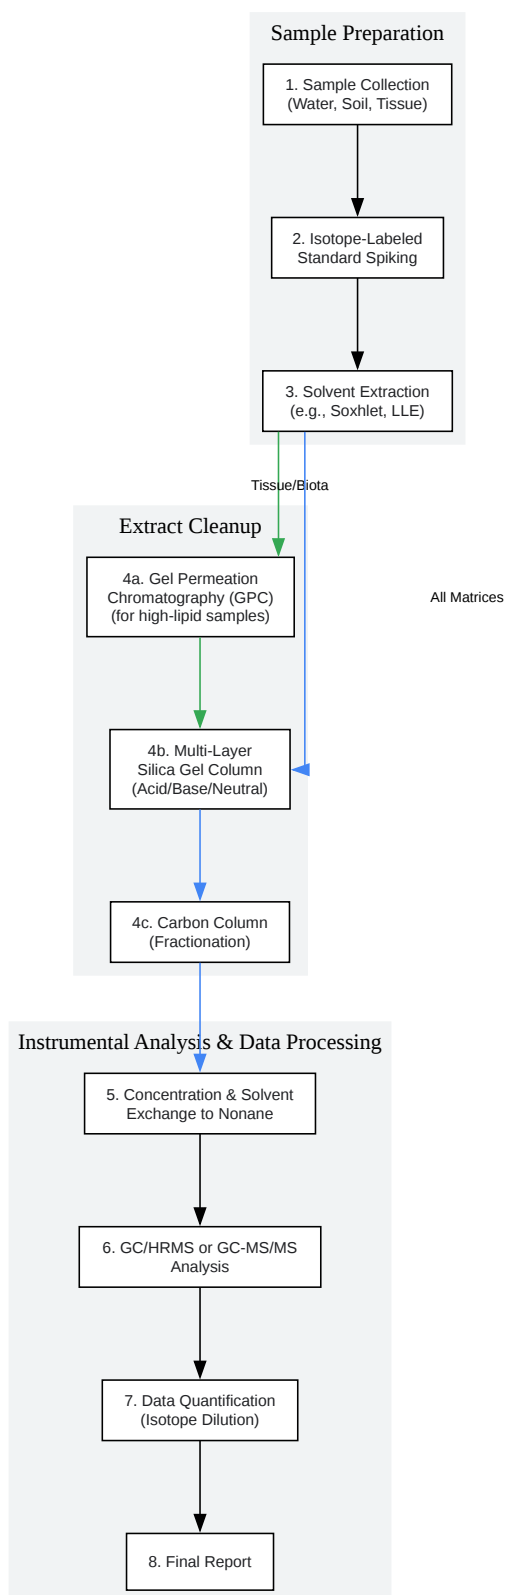 Sample Preparation
1. Sample Collection
(Water, Soil, Tissue)
2. Isotope-Labeled
Standard Spiking
3. Solvent Extraction
(e.g., Soxhlet, LLE)
Tissue/Biota
Extract Cleanup
4a. Gel Permeation
Chromatography (GPC)
(for high-lipid samples)
All Matrices
4b. Multi-Layer
Silica Gel Column
(Acid/Base/Neutral)
4c. Carbon Column
(Fractionation)
Instrumental Analysis & Data Processing
5. Concentration & Solvent
Exchange to Nonane
6. GC/HRMS or GC-MS/MS
Analysis
7. Data Quantification
(Isotope Dilution)
8. Final Report